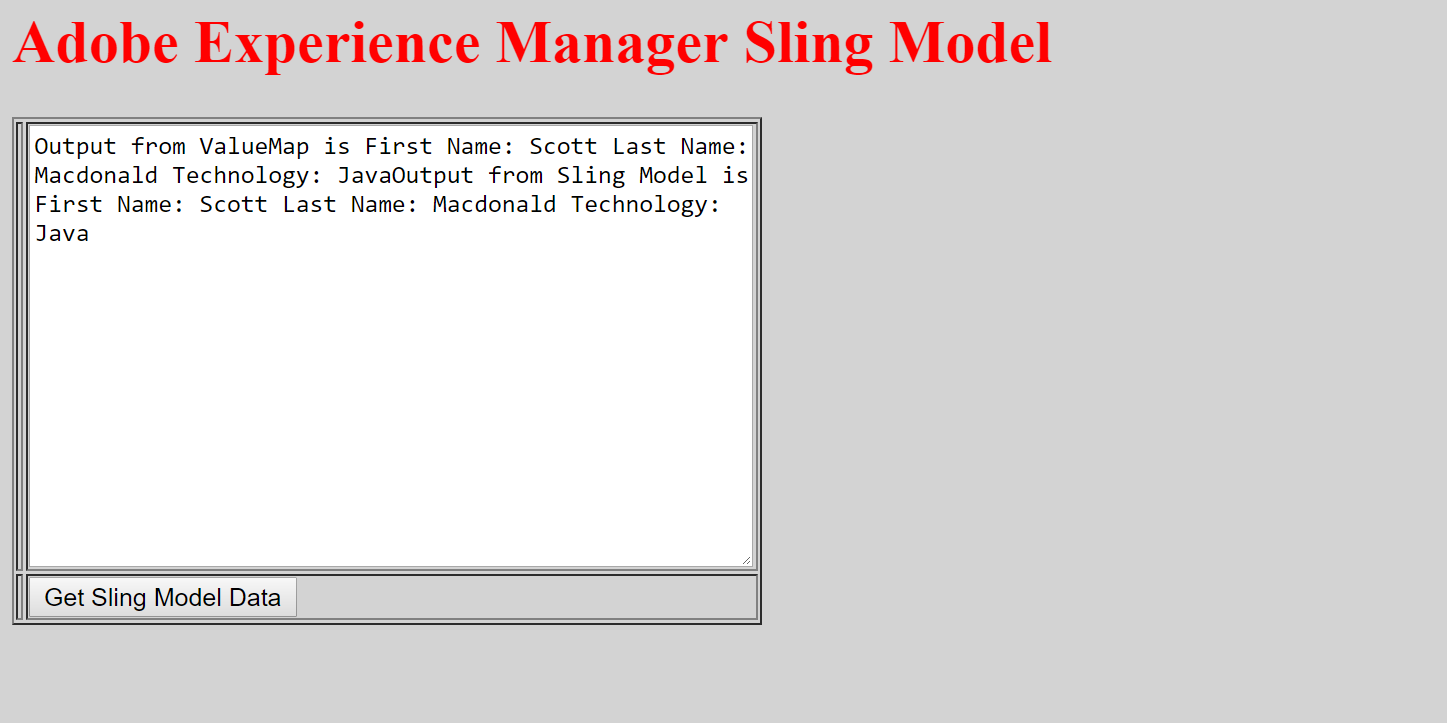 Adobe Experience Manager Sling Model
Output from ValueMap is First Name: Scott Last Name:
Macdonald Technology: JavaOutput from Sling Model is
First Name: Scott Last Name: Macdonald Technology:
Java
Get Sling Model Data